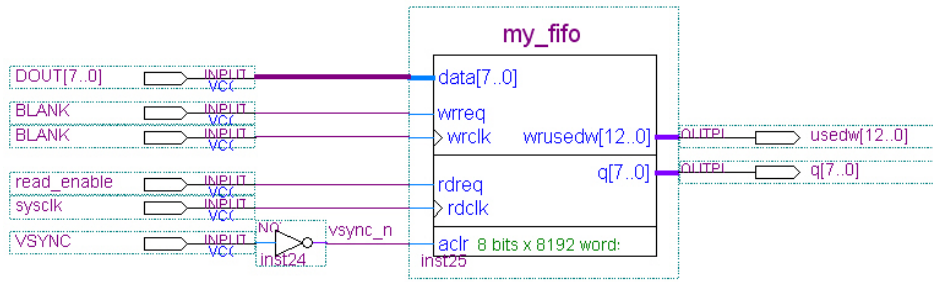 my_fifo
DOUT[7..0] INPUT data[7..0]
VCC
BLANK INPUT wrreq
VCC
BLANK INPUT wrclk wrusedw[12..0] OUTPUT usedw[12..0]
VCC
q[7..0] OUTPUT q[7..0]
read_enable INPUT rdreq
VCC
sysclk INPUT rdclk
VCC
VSYNC INPUT NO vsync_n aclr 8 bits x 8192 words
VCC inst24 inst25